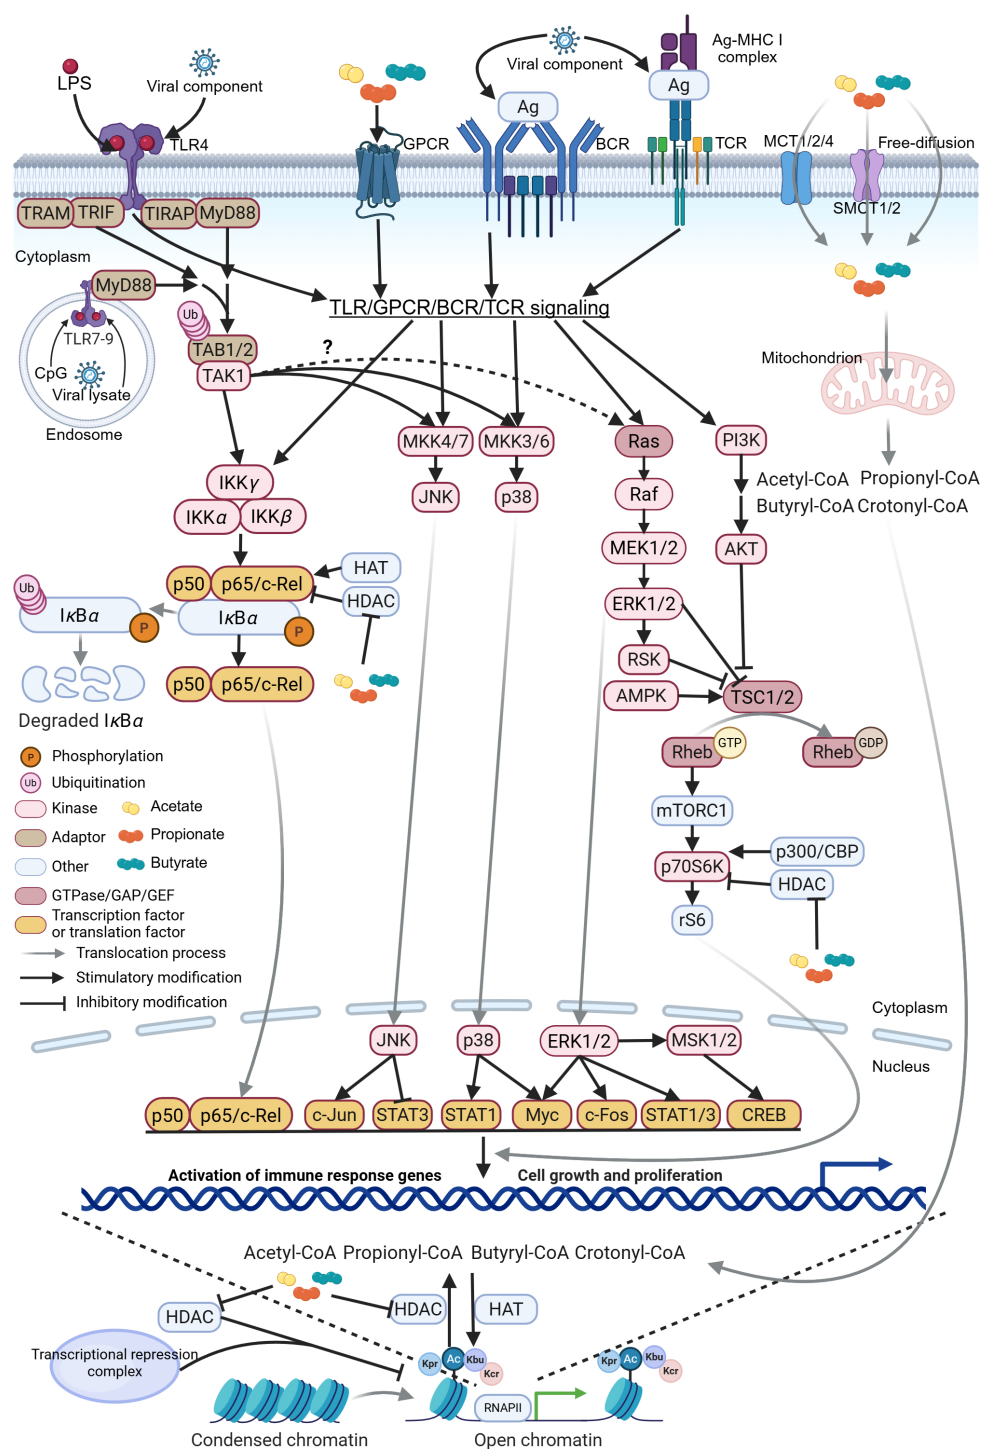 Ag-MHC I
complex
Viral component
LPS
Viral component
Ag
Ag
TLR4
GPCR
BCR
TCR
MCT1/2/4
Free-diffusion
SMCT1/2
TRAM
TRIF
TIRAP
MyD88
Cytoplasm
MyD88
TLR/GPCR/BCR/TCR signaling
Ub
TLR7-9
TAB1/2
?
CpG
TAK1
Viral lysate
Endosome
Mitochondrion
MKK4/7
MKK3/6
Ras
PI3K
IKKγ
JNK
p38
Raf
Acetyl-CoA
Propionyl-CoA
Butyryl-CoA
Crotonyl-CoA
IKKα
IKKβ
MEK1/2
AKT
p50
p65/c-Rel
HAT
Ub
IκBα
P
IκBα
P
HDAC
ERK1/2
RSK
p50
p65/c-Rel
AMPK
TSC1/2
Degraded IκBα
Rheb
GTP
Rheb
GDP
P
Phosphorylation
Ub
Ubiquitination
Kinase
Acetate
mTORC1
Adaptor
Propionate
Other
Butyrate
p70S6K
p300/CBP
HDAC
GTPase/GAP/GEF
Transcription factor
or translation factor
rS6
Translocation process
Stimulatory modification
Inhibitory modification
Cytoplasm
JNK
p38
ERK1/2
MSK1/2
Nucleus
p50
p65/c-Rel
c-Jun
STAT3
STAT1
Myc
c-Fos
STAT1/3
CREB
Activation of immune response genes
Cell growth and proliferation
Acetyl-CoA
Propionyl-CoA
Butyryl-CoA
Crotonyl-CoA
HDAC
HDAC
HAT
Transcriptional repression
complex
Kpr
Ac
Kbu
Kcr
Kpr
Ac
Kbu
Kcr
RNAPII
Condensed chromatin
Open chromatin